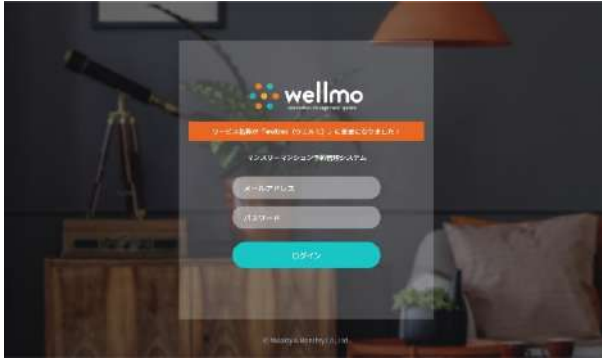 wellmo
サービス名称が「wellmo（ウェルモ）」に変更になりました！
マンスリーマンション予約管理システム
メールアドレス
パスワード
ログイン